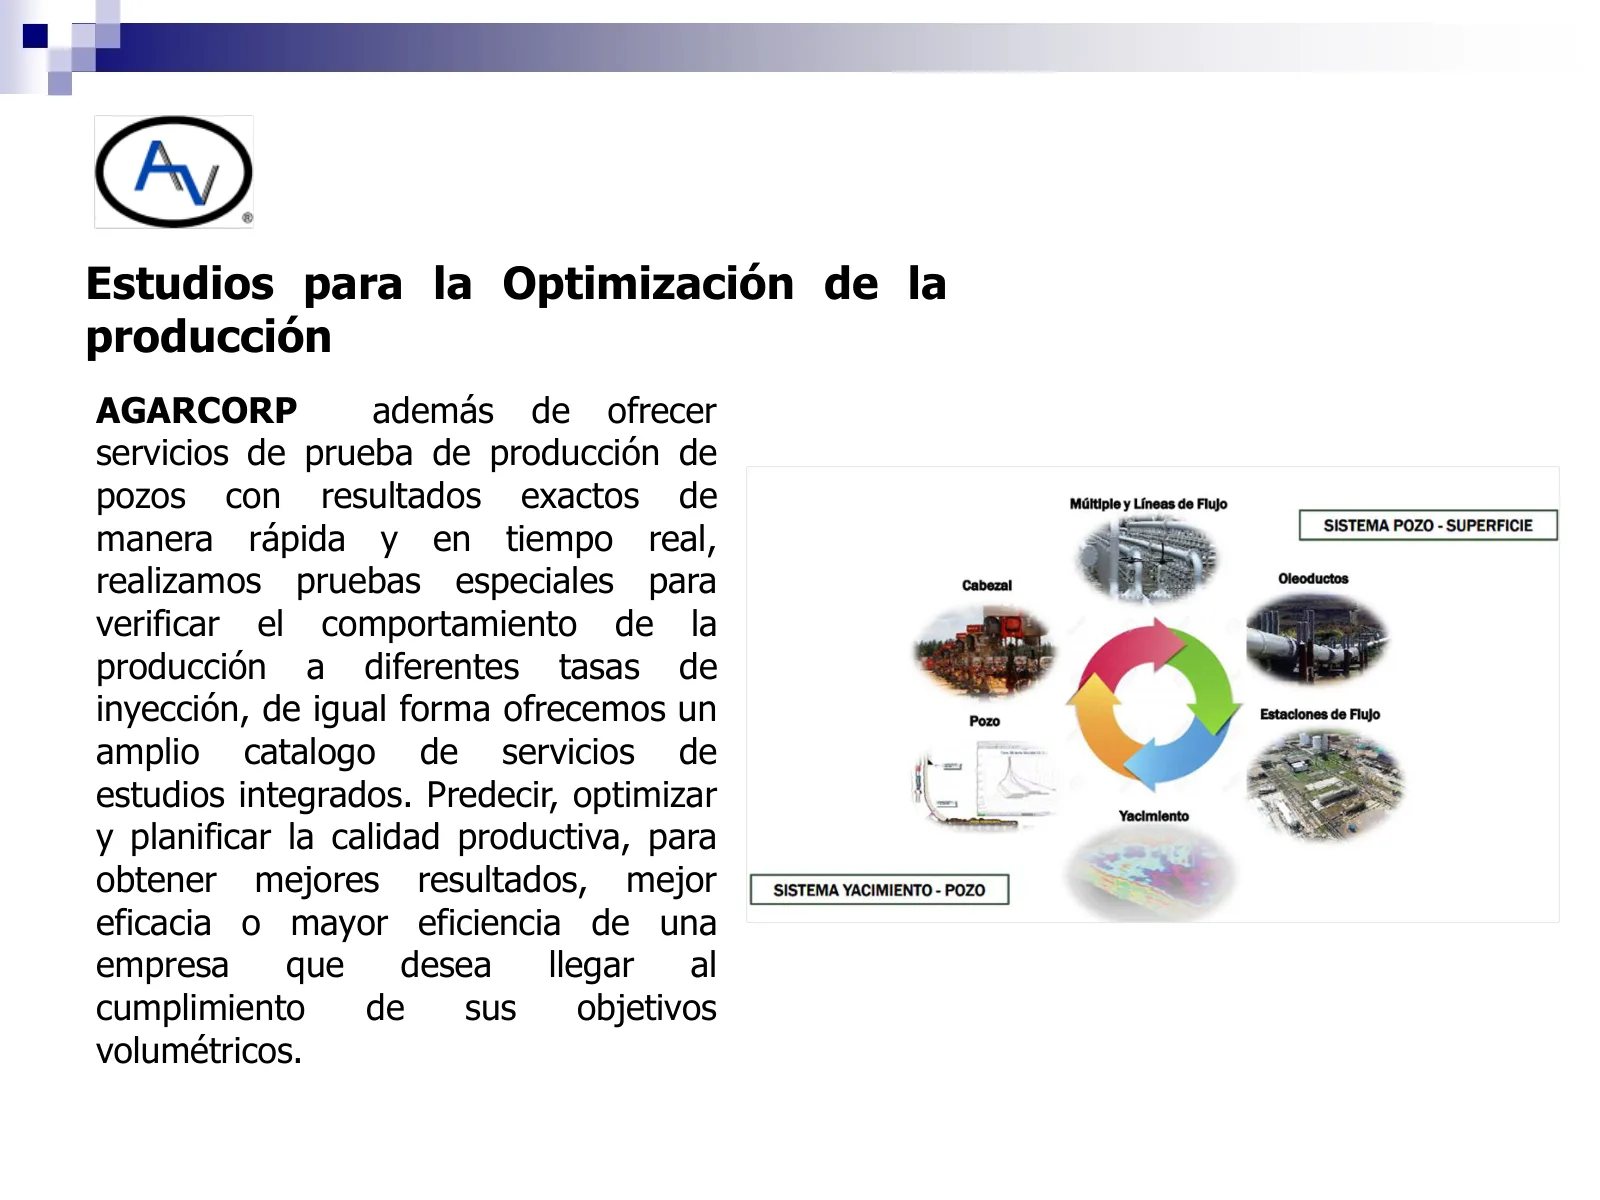 AV
®
Estudios para la Optimización de la
producción
AGARCORP además de ofrecer
servicios de prueba de producción de
pozos con resultados exactos de
manera rápida y en tiempo real,
realizamos pruebas especiales para
verificar el comportamiento de la
producción a diferentes tasas de
inyección, de igual forma ofrecemos un
amplio catalogo de servicios de
estudios integrados. Predecir, optimizar
y planificar la calidad productiva, para
obtener mejores resultados, mejor
eficacia o mayor eficiencia de una
empresa que desea llegar al
cumplimiento de sus objetivos
volumétricos.
Múltiple y Líneas de Flujo
SISTEMA POZO - SUPERFICIE
Cabezal
Oleoductos
Pozo
Estaciones de Flujo
Yacimiento
SISTEMA YACIMIENTO - POZO